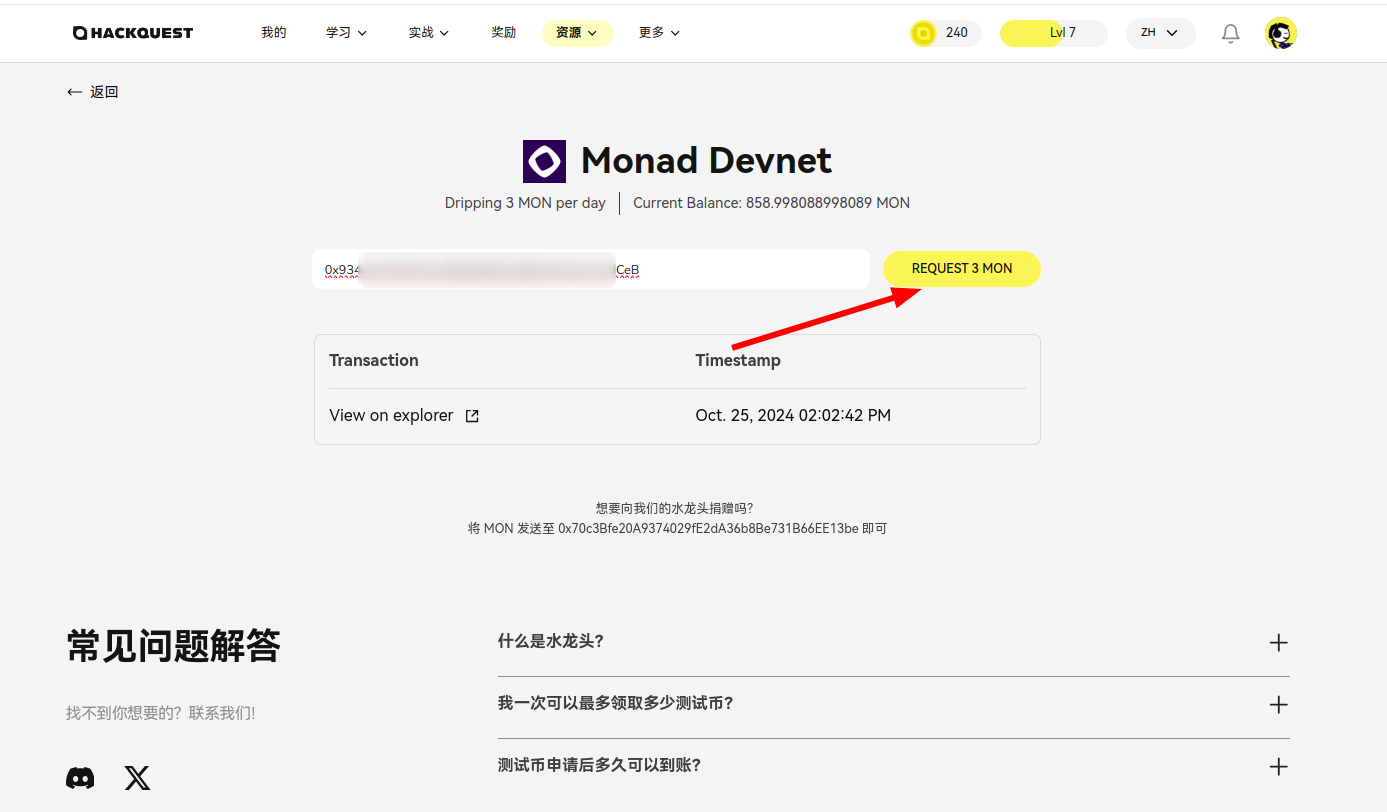 HACKQUEST 我的 学习 实战 奖励 资源 更多 240 Lvl 7 ZH
返回
Monad Devnet
Dripping 3 MON per day Current Balance: 858.998088998089 MON
0x934 CeB REQUEST 3 MON
Transaction Timestamp
View on explorer Oct. 25, 2024 02:02:42 PM
想要向我们的水龙头捐赠吗?
将 MON 发送至 0x70c3Bfe20A9374029fE2dA36b8Be731B66EE13be 即可
常见问题解答
找不到你想要的? 联系我们!
什么是水龙头?
我一次可以最多领取多少测试币?
测试币申请后多久可以到账?